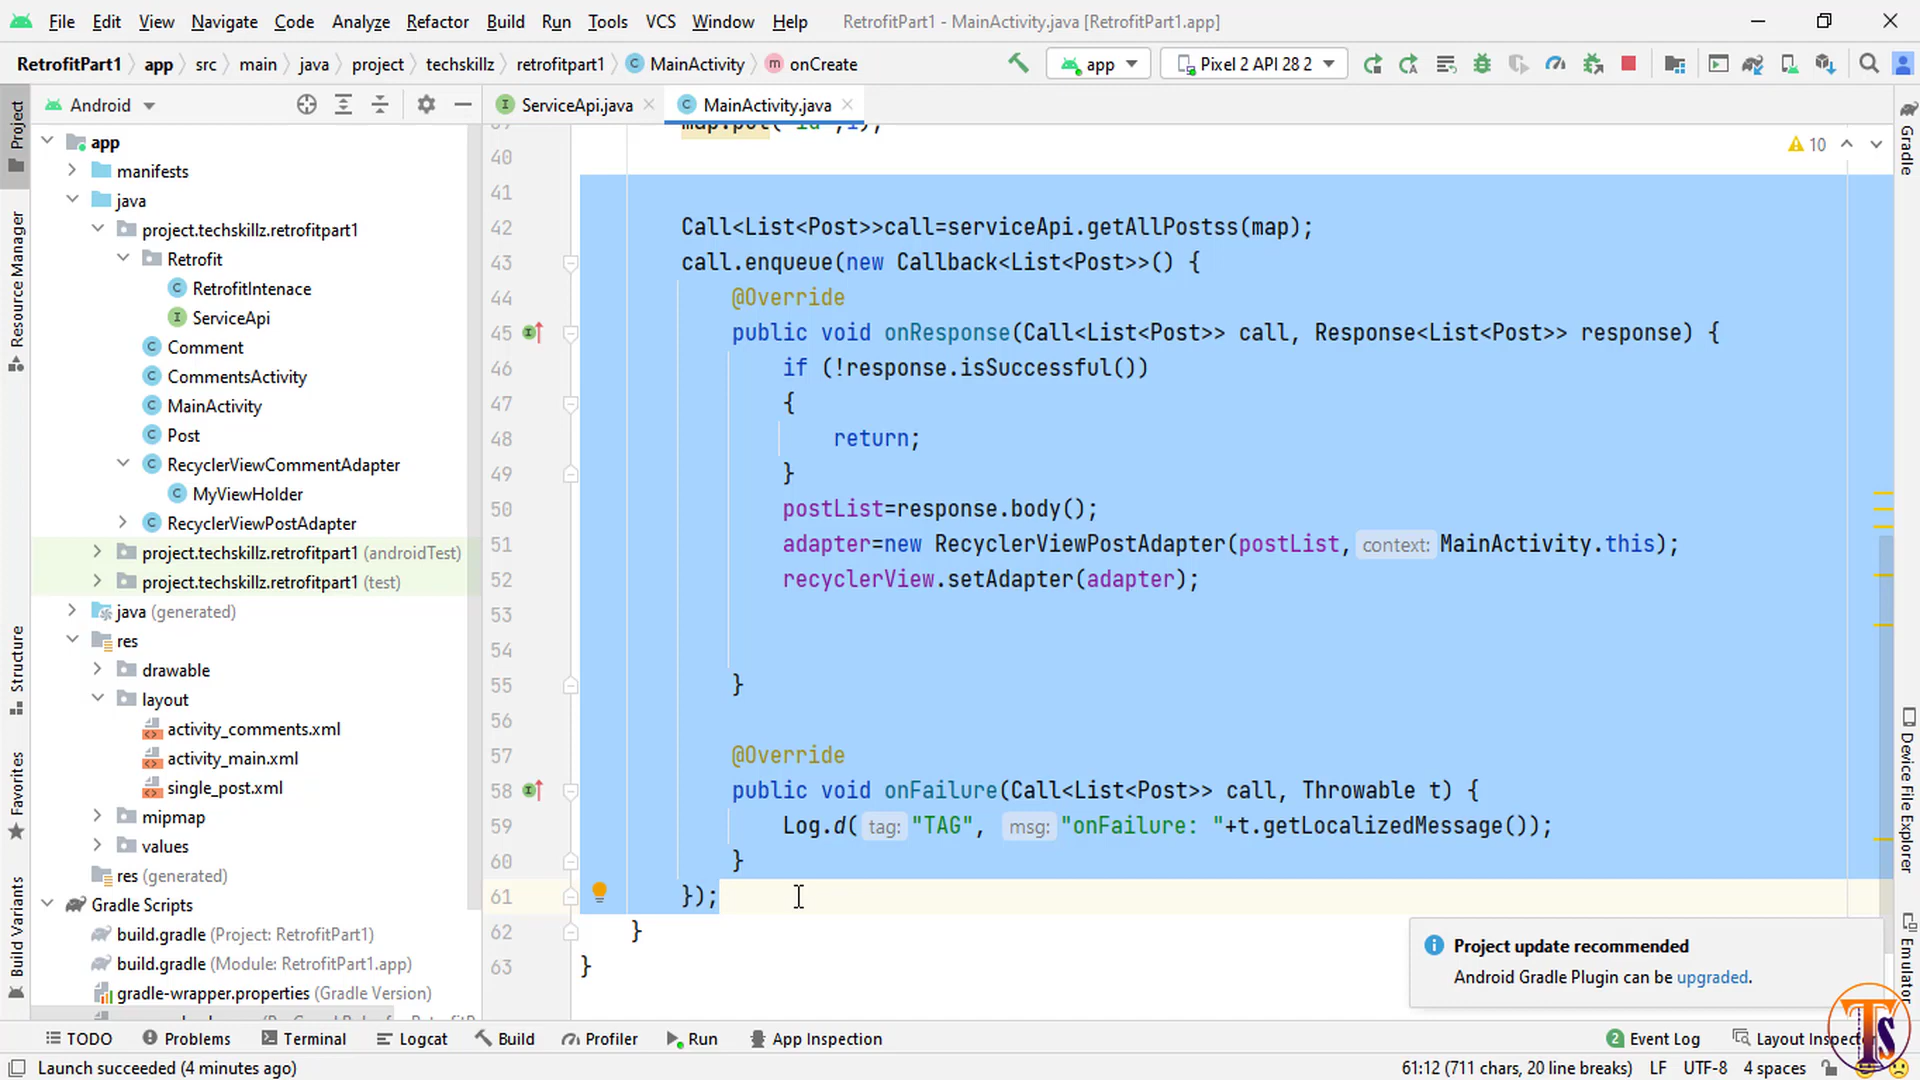 File Edit View Navigate Code Analyze Refactor Build Run Tools VCS Window Help RetrofitPart1 - MainActivity.java [RetrofitPart1.app]
RetrofitPart1 app src main java project techskillz retrofitpart1 MainActivity onCreate app Pixel 2 API 28 2
Android
ServiceApi.java MainActivity.java
Project
Resource Manager
Structure
Favorites
Build Variants
app
manifests
java
project.techskillz.retrofitpart1
Retrofit
RetrofitIntenace
ServiceApi
Comment
CommentsActivity
MainActivity
Post
RecyclerViewCommentAdapter
MyViewHolder
RecyclerViewPostAdapter
project.techskillz.retrofitpart1 (androidTest)
project.techskillz.retrofitpart1 (test)
java (generated)
res
drawable
layout
activity_comments.xml
activity_main.xml
single_post.xml
mipmap
values
res (generated)
Gradle Scripts
build.gradle (Project: RetrofitPart1)
build.gradle (Module: RetrofitPart1.app)
gradle-wrapper.properties (Gradle Version)
10
40
41
42 Call<List<Post>>call=serviceApi.getAllPostss(map);
43 call.enqueue(new Callback<List<Post>>() {
44 @Override
45 public void onResponse(Call<List<Post>> call, Response<List<Post>> response) {
46 if (!response.isSuccessful())
47 {
48 return;
49 }
50 postList=response.body();
51 adapter=new RecyclerViewPostAdapter(postList, context: MainActivity.this);
52 recyclerView.setAdapter(adapter);
53
54
55 }
56
57 @Override
58 public void onFailure(Call<List<Post>> call, Throwable t) {
59 Log.d( tag: "TAG", msg: "onFailure: "+t.getLocalizedMessage());
60 }
61 });
62 }
63 }
Gradle
Device File Explorer
Emulator
Project update recommended
Android Gradle Plugin can be upgraded.
TS
TODO Problems Terminal Logcat Build Profiler Run App Inspection 2 Event Log Layout
Launch succeeded (4 minutes ago) 61:12 (711 chars, 20 line breaks) LF UTF-8 4 spaces